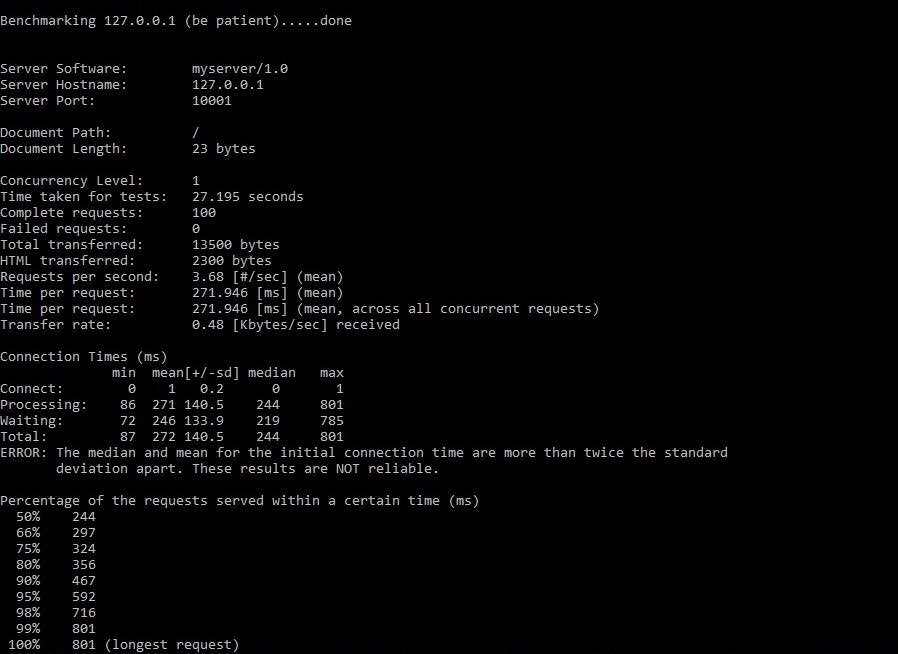 Benchmarking 127.0.0.1 (be patient).....done
Server Software:        myserver/1.0
Server Hostname:        127.0.0.1
Server Port:            10001
Document Path:          /
Document Length:        23 bytes
Concurrency Level:      1
Time taken for tests:   27.195 seconds
Complete requests:      100
Failed requests:        0
Total transferred:      13500 bytes
HTML transferred:       2300 bytes
Requests per second:    3.68 [#/sec] (mean)
Time per request:       271.946 [ms] (mean)
Time per request:       271.946 [ms] (mean, across all concurrent requests)
Transfer rate:          0.48 [Kbytes/sec] received
Connection Times (ms)
              min  mean[+/-sd] median   max
Connect:        0    1   0.2      0       1
Processing:    86  271 140.5    244     801
Waiting:       72  246 133.9    219     785
Total:         87  272 140.5    244     801
ERROR: The median and mean for the initial connection time are more than twice the standard
       deviation apart. These results are NOT reliable.
Percentage of the requests served within a certain time (ms)
  50%    244
  66%    297
  75%    324
  80%    356
  90%    467
  95%    592
  98%    716
  99%    801
 100%    801 (longest request)